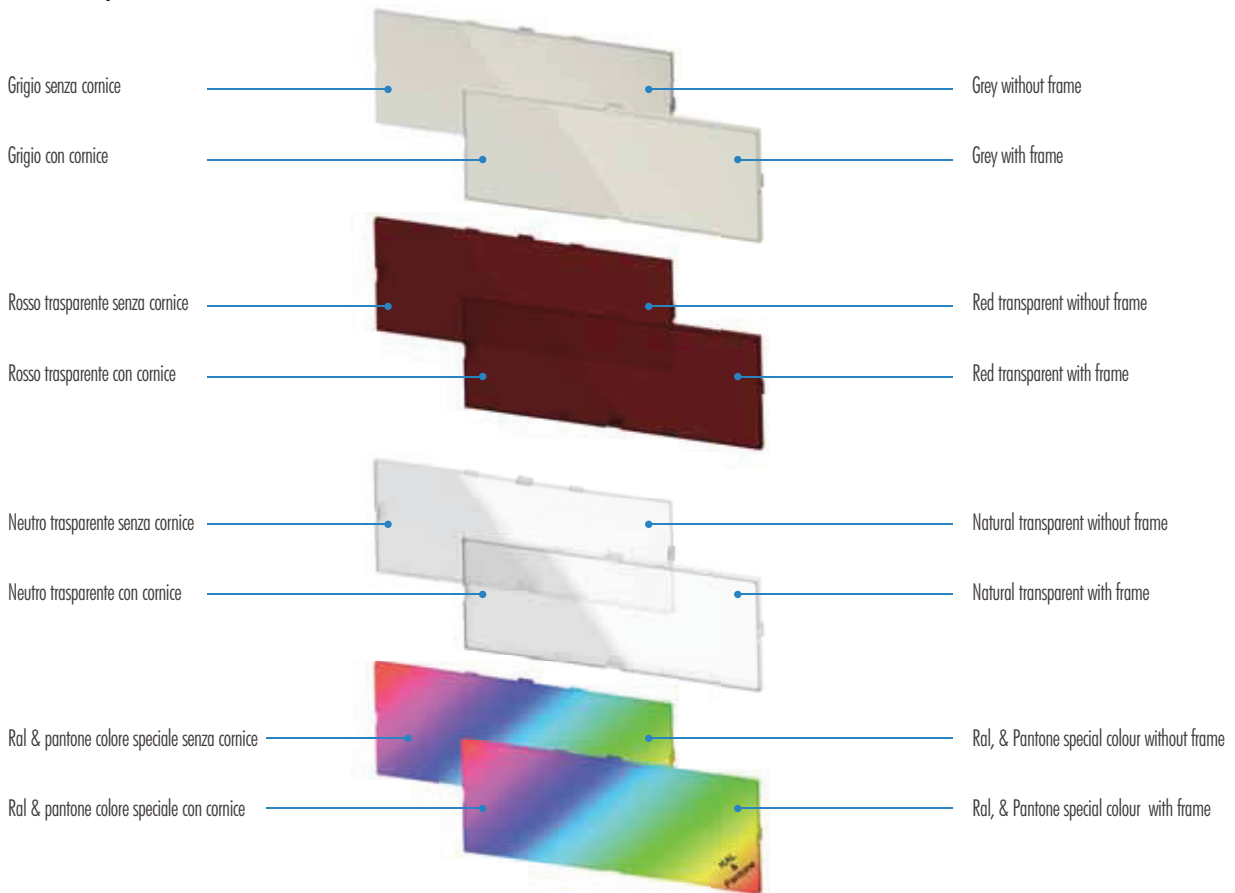 Grigio senza cornice
Grey without frame
Grigio con cornice
Grey with frame
Rosso trasparente senza cornice
Red transparent without frame
Rosso trasparente con cornice
Red transparent with frame
Neutro trasparente senza cornice
Natural transparent without frame
Neutro trasparente con cornice
Natural transparent with frame
Ral & pantone colore speciale senza cornice
Ral, & Pantone special colour without frame
Ral & pantone colore speciale con cornice
Ral, & Pantone special colour with frame
RAL
&
Pantone